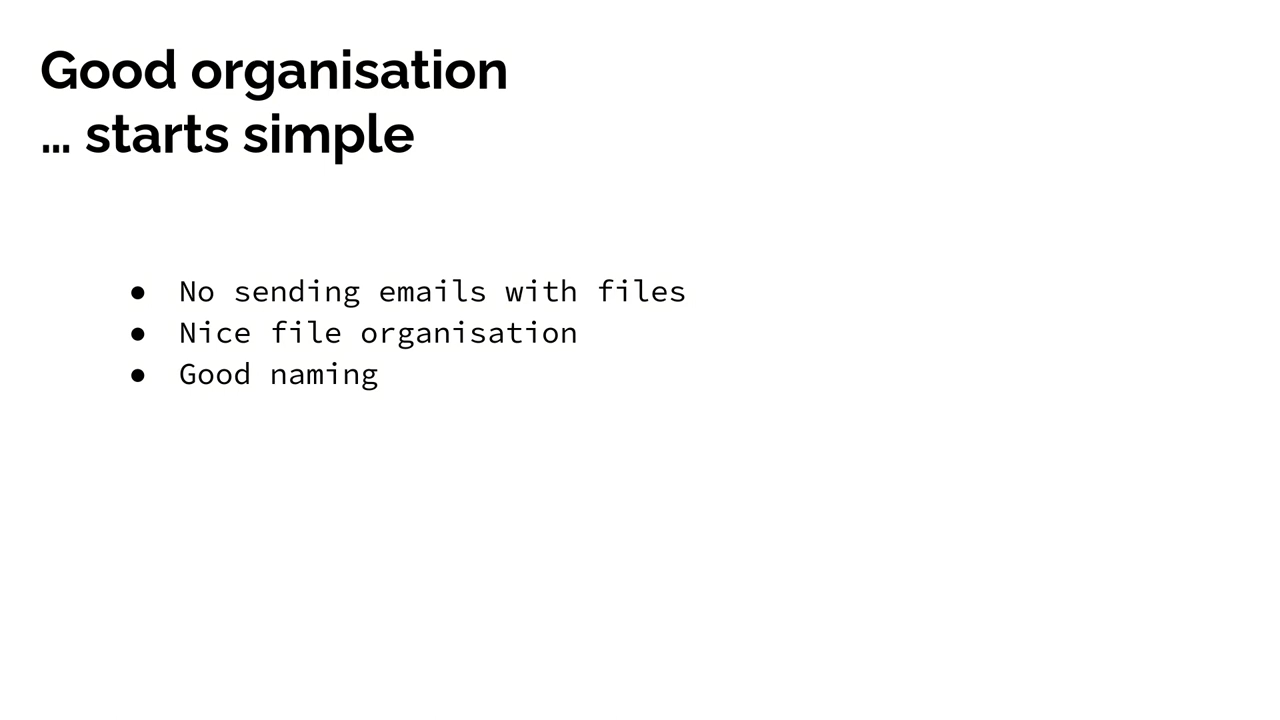 Good organisation
… starts simple
● No sending emails with files
● Nice file organisation
● Good naming